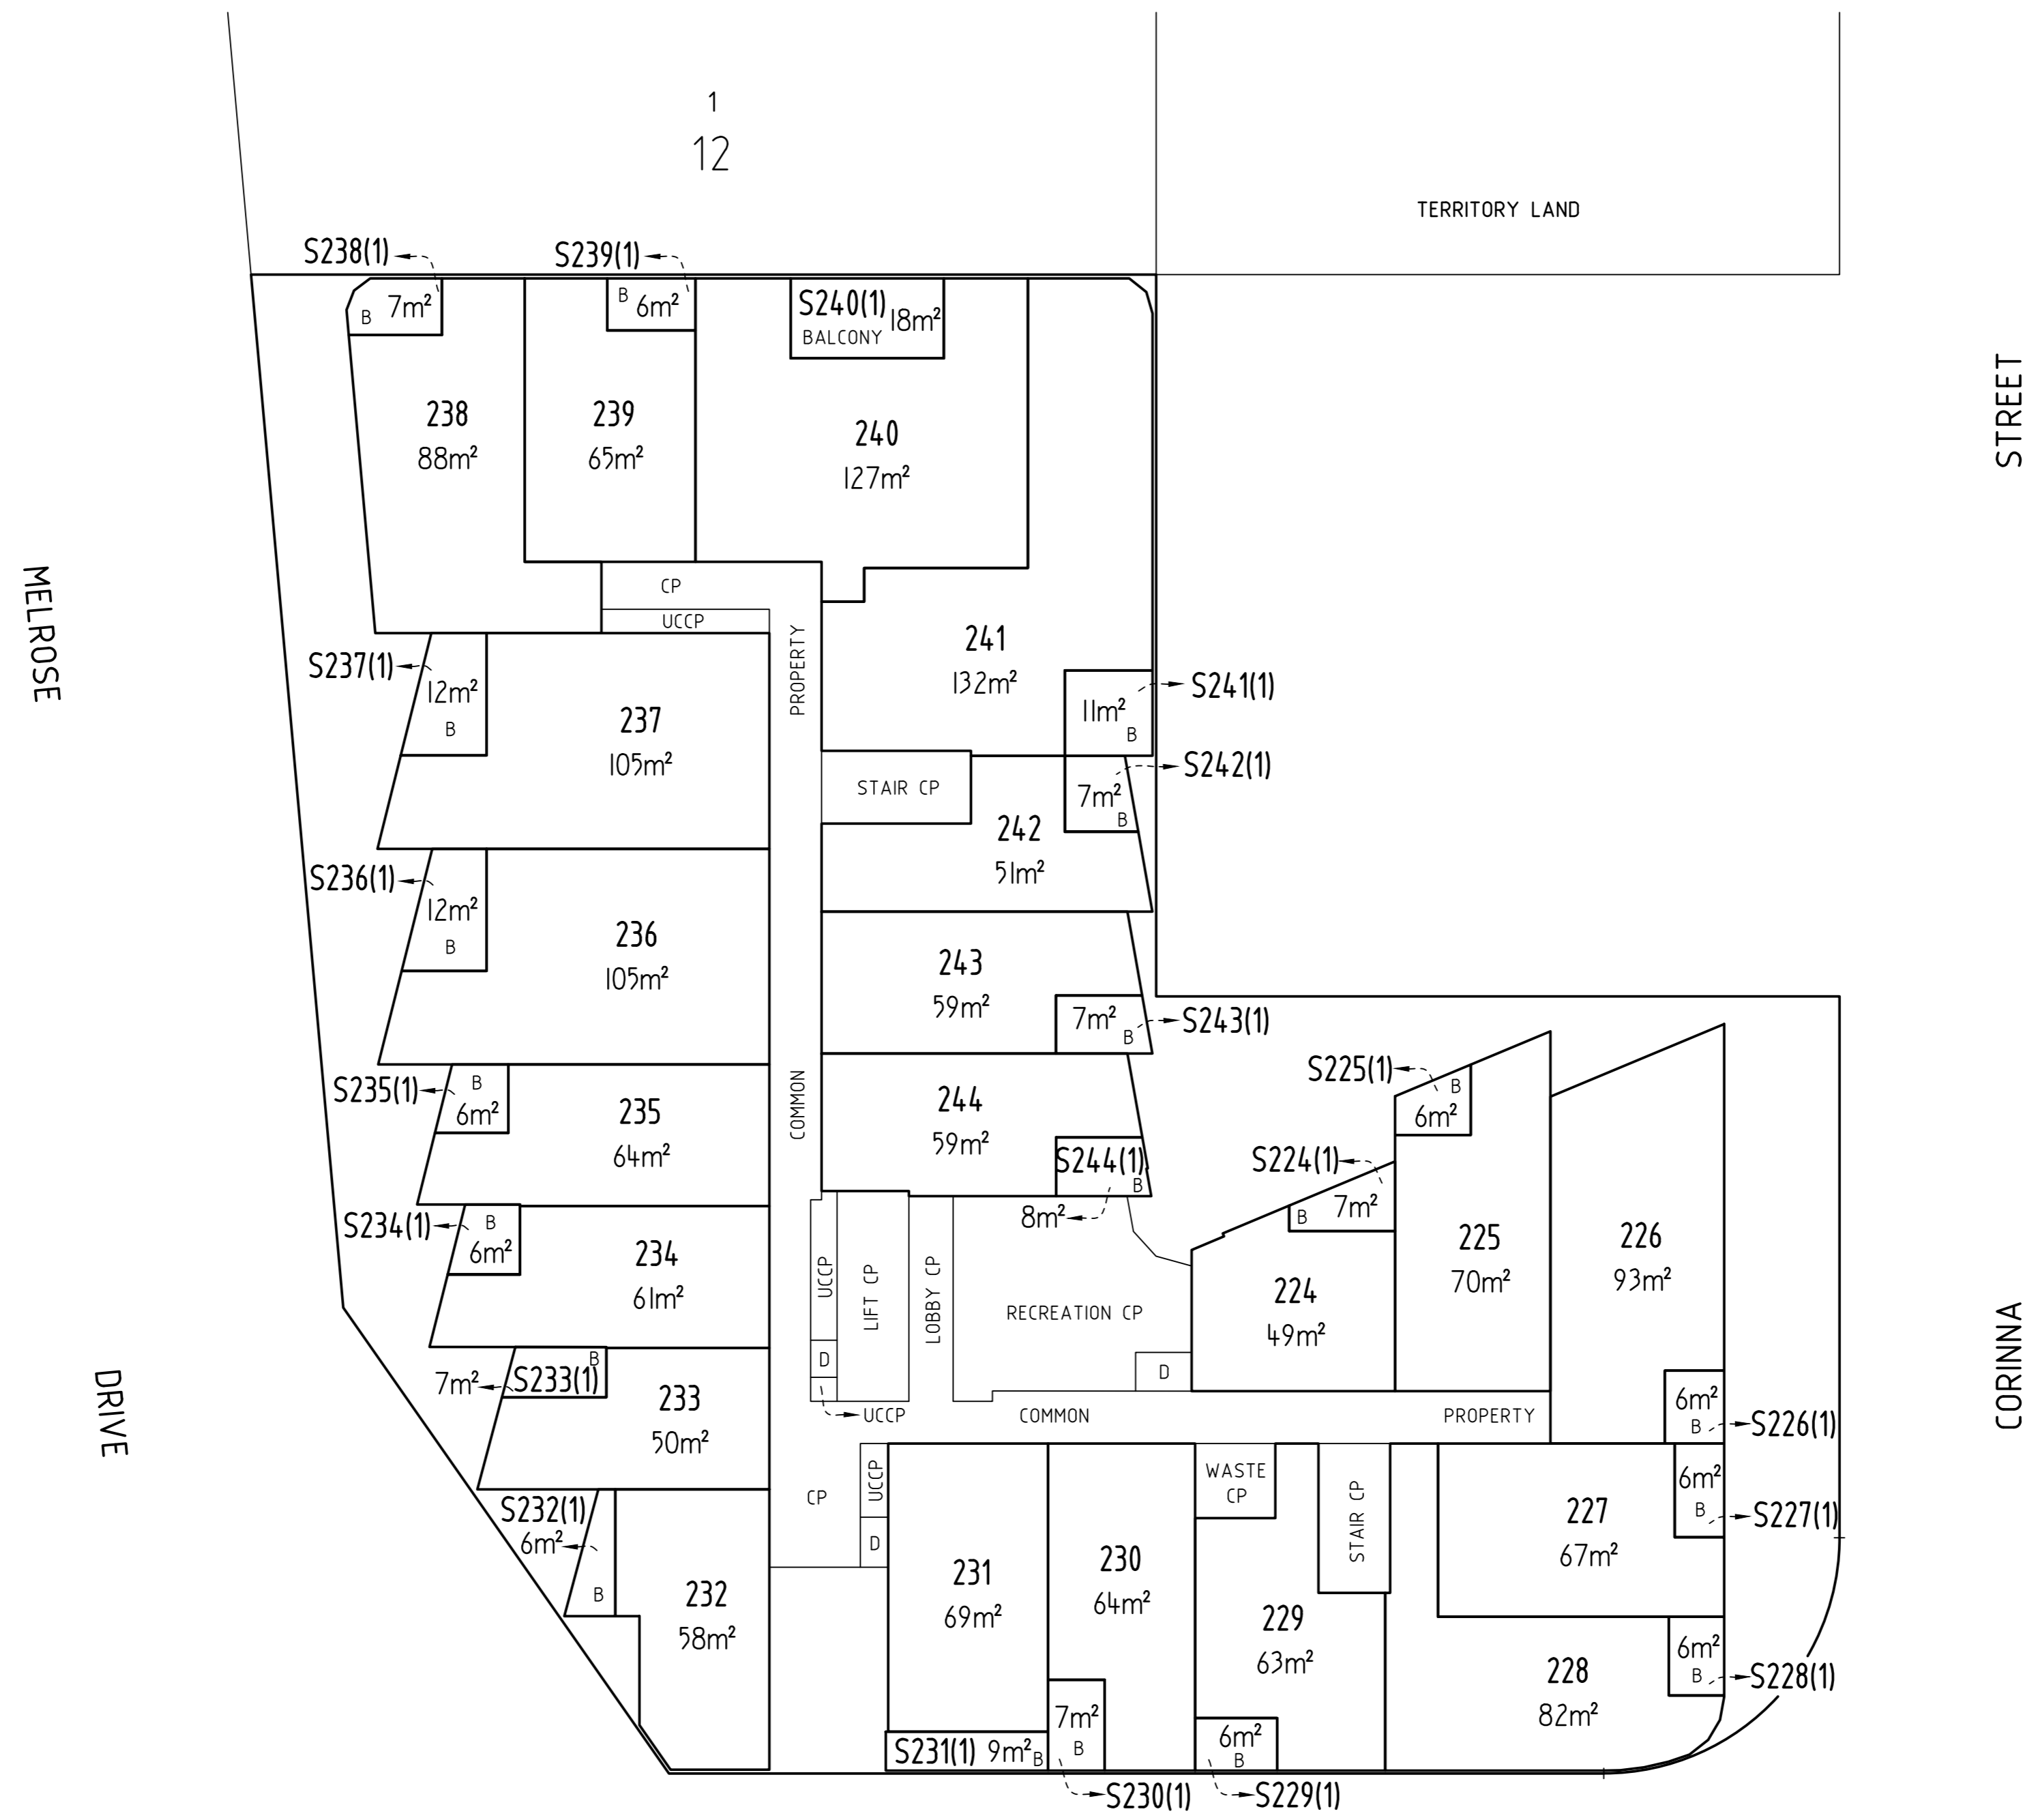 1
12
TERRITORY LAND
S238(1)
S239(1)
B 7m²
B 6m²
S240(1)
18m²
BALCONY
238
88m²
239
65m²
240
127m²
STREET
MELROSE
CP
UCCP
PROPERTY
241
132m²
S237(1)
12m²
B
237
105m²
11m²
B
S241(1)
S242(1)
7m²
B
STAIR CP
242
51m²
S236(1)
12m²
B
236
105m²
243
59m²
7m²
B
S243(1)
S235(1)
B
6m²
235
64m²
COMMON
244
59m²
S244(1)
B
8m²
S225(1)
B
6m²
S224(1)
B 7m²
S234(1)
B
6m²
234
61m²
UCCP
LIFT CP
LOBBY CP
RECREATION CP
D
D
224
49m²
225
70m²
226
93m²
B
7m²
S233(1)
233
50m²
UCCP
COMMON
PROPERTY
6m²
B
S226(1)
DRIVE
CORINNA
S232(1)
6m²
B
232
58m²
CP
UCCP
D
231
69m²
230
64m²
WASTE
CP
STAIR CP
229
63m²
227
67m²
6m²
B
S227(1)
6m²
B
S228(1)
228
82m²
S231(1) 9m² B
7m²
B
6m²
B
S230(1)
S229(1)